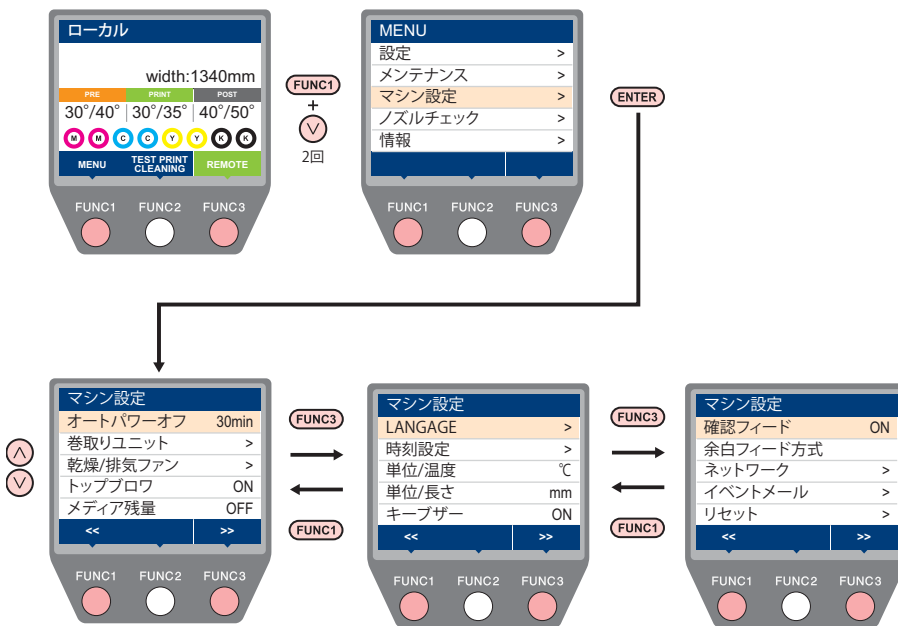 ローカル
width:1340mm
PRE PRINT POST
30°/40° 30°/35° 40°/50°
M M C C Y Y K K
MENU TEST PRINT CLEANING REMOTE
FUNC1 FUNC2 FUNC3
FUNC1
+
2回
MENU
設定 >
メンテナンス >
マシン設定 >
ノズルチェック >
情報 >
FUNC1 FUNC2 FUNC3
ENTER
マシン設定
オートパワーオフ 30min
巻取りユニット >
乾燥/排気ファン >
トップブロワ ON
メディア残量 OFF
<< >>
FUNC1 FUNC2 FUNC3
FUNC3
FUNC1
マシン設定
LANGAGE >
時刻設定 >
単位/温度 ℃
単位/長さ mm
キーブザー ON
<< >>
FUNC1 FUNC2 FUNC3
FUNC3
FUNC1
マシン設定
確認フィード ON
余白フィード方式
ネットワーク >
イベントメール >
リセット >
<< >>
FUNC1 FUNC2 FUNC3